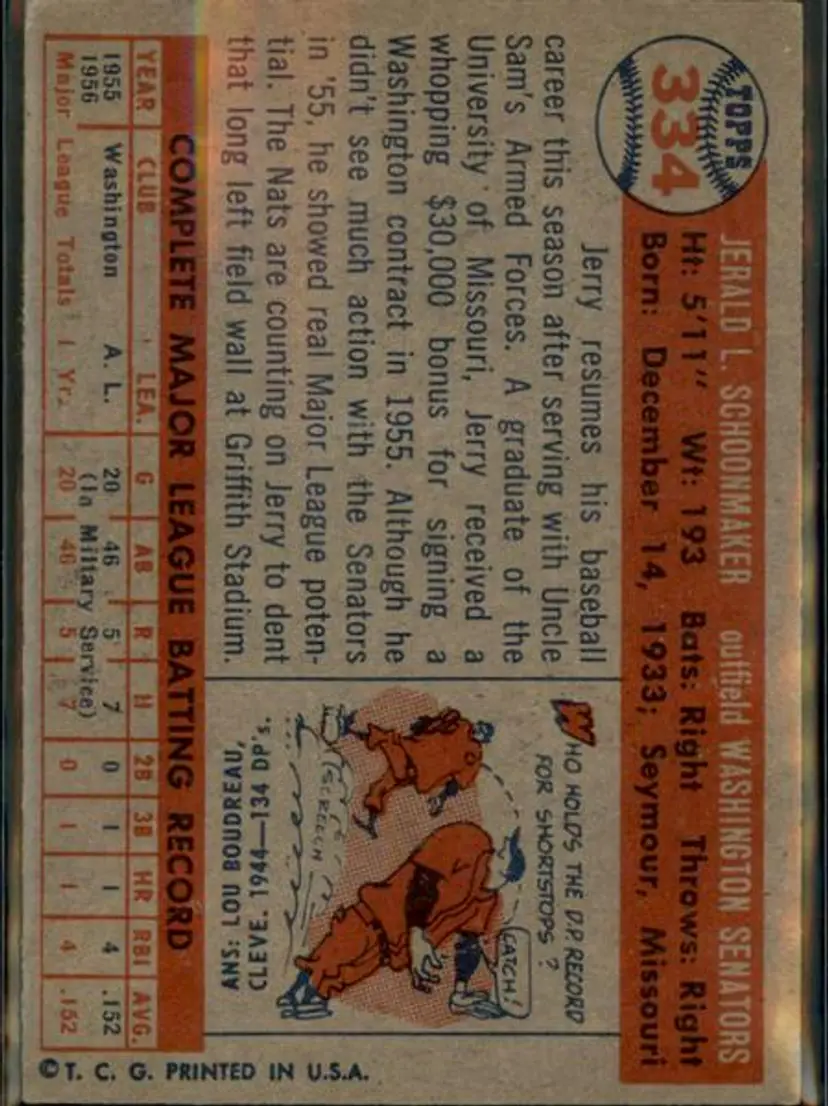 TOPPS
334
JERALD L. SCHOONMAKER outfield WASHINGTON SENATORS
Ht: 5'11" Wt: 193 Bats: Right Throws: Right
Born: December 14, 1933; Seymour, Missouri
Jerry resumes his baseball
career this season after serving with Uncle
Sam's Armed Forces. A graduate of the
University of Missouri, Jerry received a
whopping $30,000 bonus for signing a
Washington contract in 1955. Although he
didn't see much action with the Senators
in '55, he showed real Major League poten-
tial. The Nats are counting on Jerry to dent
that long left field wall at Griffith Stadium.
WHO HOLDS THE D.P. RECORD
FOR SHORTSTOPS?
CATCH!
SCREECH
ANS: LOU BOUDREAU,
CLEVE. 1944—134 DP's.
COMPLETE MAJOR LEAGUE BATTING RECORD
YEAR CLUB LEA. G AB R H 2B 3B HR RBI AVG.
1955 Washington A. L. 20 46 5 7 0 1 1 4 .152
1956 (In Military Service)
Major League Totals 1 Yr. 20 46 5 7 0 1 1 4 .152
© T. C. G. PRINTED IN U.S.A.